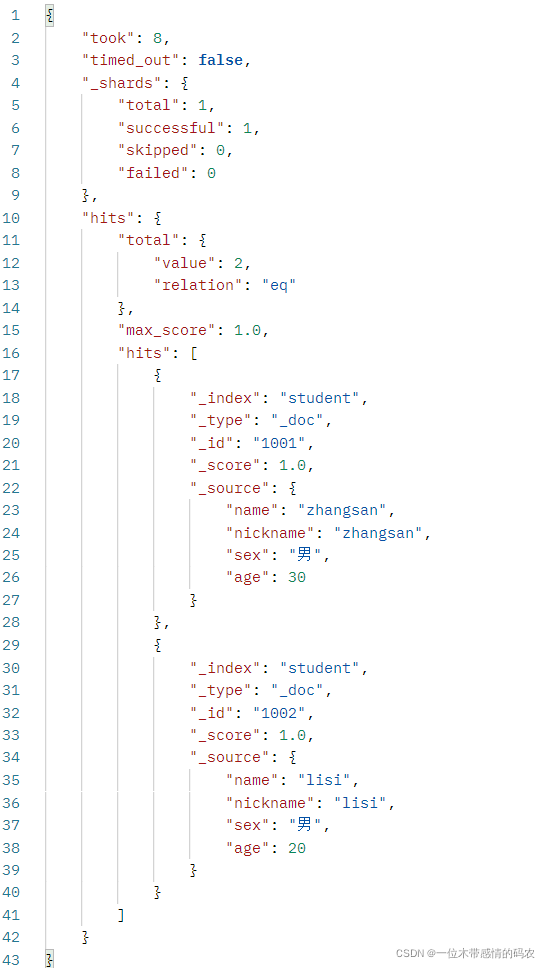 1 {
2     "took": 8,
3     "timed_out": false,
4     "_shards": {
5         "total": 1,
6         "successful": 1,
7         "skipped": 0,
8         "failed": 0
9     },
10     "hits": {
11         "total": {
12             "value": 2,
13             "relation": "eq"
14         },
15         "max_score": 1.0,
16         "hits": [
17             {
18                 "_index": "student",
19                 "_type": "_doc",
20                 "_id": "1001",
21                 "_score": 1.0,
22                 "_source": {
23                     "name": "zhangsan",
24                     "nickname": "zhangsan",
25                     "sex": "男",
26                     "age": 30
27                 }
28             },
29             {
30                 "_index": "student",
31                 "_type": "_doc",
32                 "_id": "1002",
33                 "_score": 1.0,
34                 "_source": {
35                     "name": "lisi",
36                     "nickname": "lisi",
37                     "sex": "男",
38                     "age": 20
39                 }
40             }
41         ]
42     }
43 }
CSDN @一位木带感情的码农